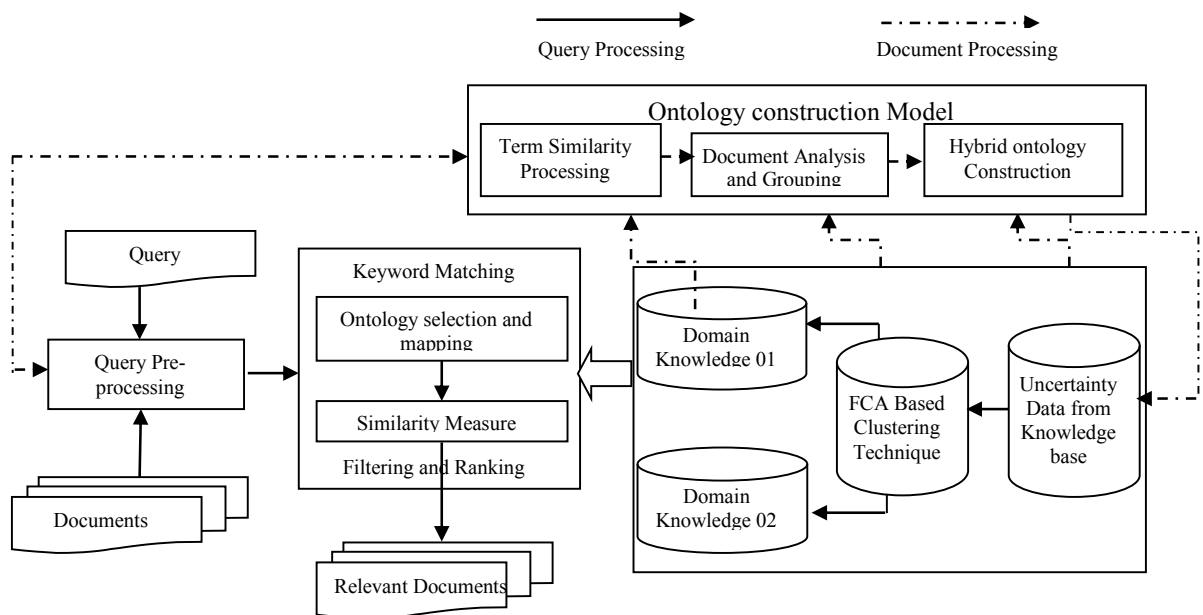 Query Processing
Document Processing
Ontology construction Model
Term Similarity
Processing
Document Analysis
and Grouping
Hybrid ontology
Construction
Query
Keyword Matching
Ontology selection and
mapping
Query Pre-
processing
Similarity Measure
Filtering and Ranking
Documents
Relevant Documents
Domain
Knowledge 01
FCA Based
Clustering
Technique
Uncertainty
Data from
Knowledge
base
Domain
Knowledge 02